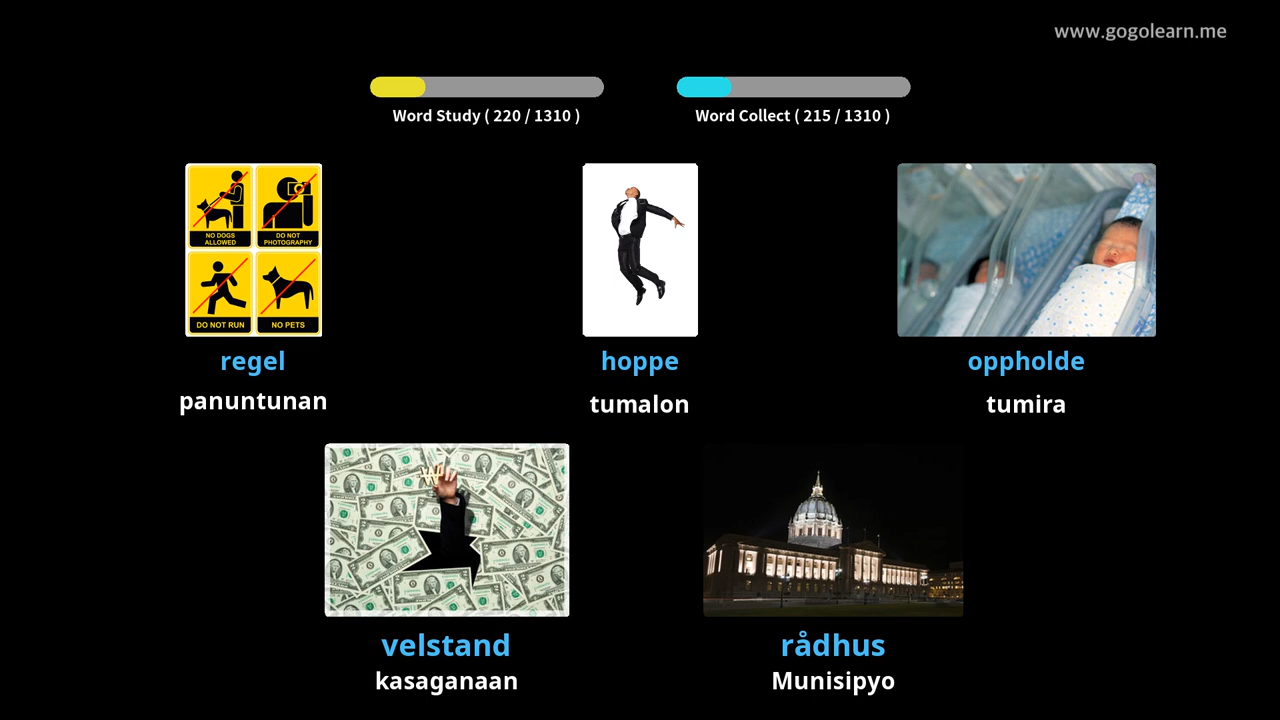 www.gogolearn.me
Word Study ( 220 / 1310 )
Word Collect ( 215 / 1310 )
NO DOGS
ALLOWED
DO NOT
PHOTOGRAPHY
DO NOT RUN
NO PETS
regel
panuntunan
hoppe
tumalon
oppholde
tumira
velstand
kasaganaan
rådhus
Munisipyo